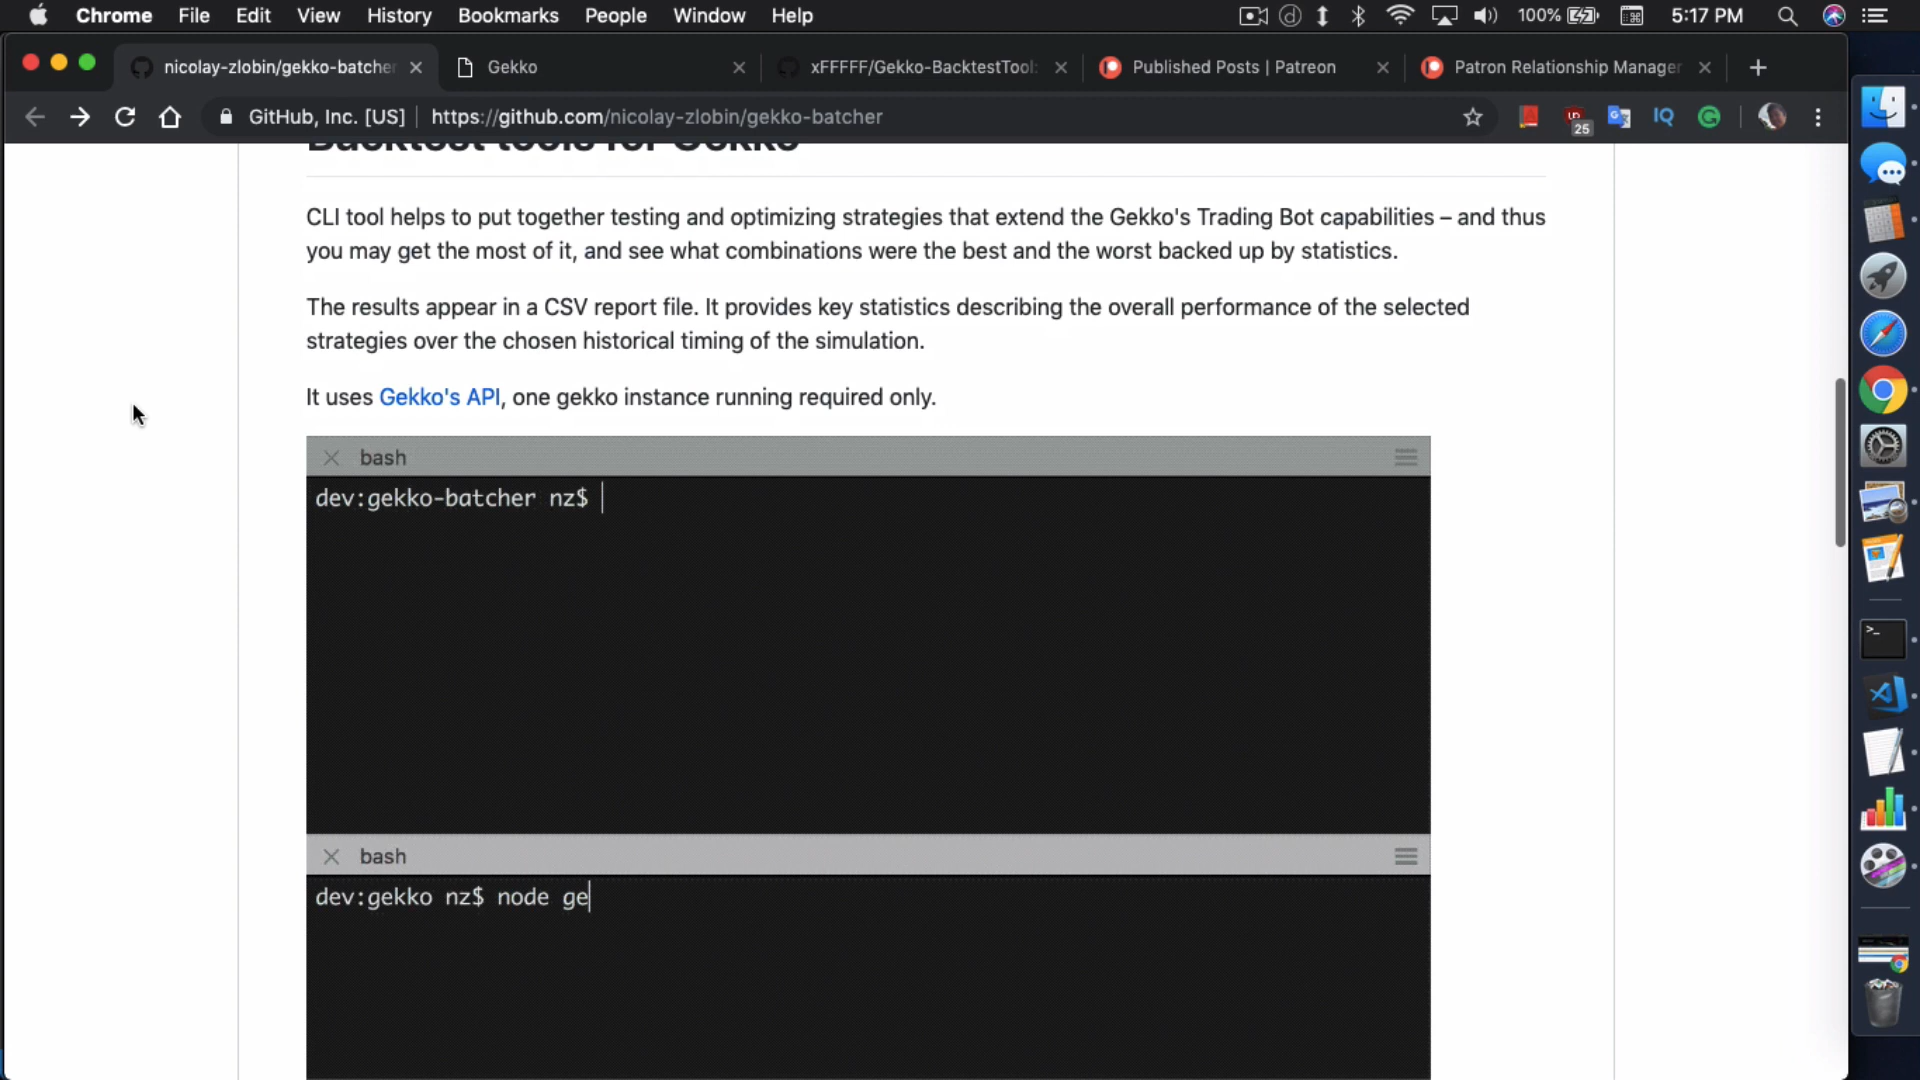 Chrome File Edit View History Bookmarks People Window Help 100% 5:17 PM
nicolay-zlobin/gekko-batcher Gekko xFFFFF/Gekko-BacktestTool: Published Posts | Patreon Patron Relationship Manager
GitHub, Inc. [US] https://github.com/nicolay-zlobin/gekko-batcher 25 IQ
Backtest tools for Gekko
CLI tool helps to put together testing and optimizing strategies that extend the Gekko's Trading Bot capabilities – and thus
you may get the most of it, and see what combinations were the best and the worst backed up by statistics.
The results appear in a CSV report file. It provides key statistics describing the overall performance of the selected
strategies over the chosen historical timing of the simulation.
It uses Gekko's API, one gekko instance running required only.
bash
dev:gekko-batcher nz$
bash
dev:gekko nz$ node ge